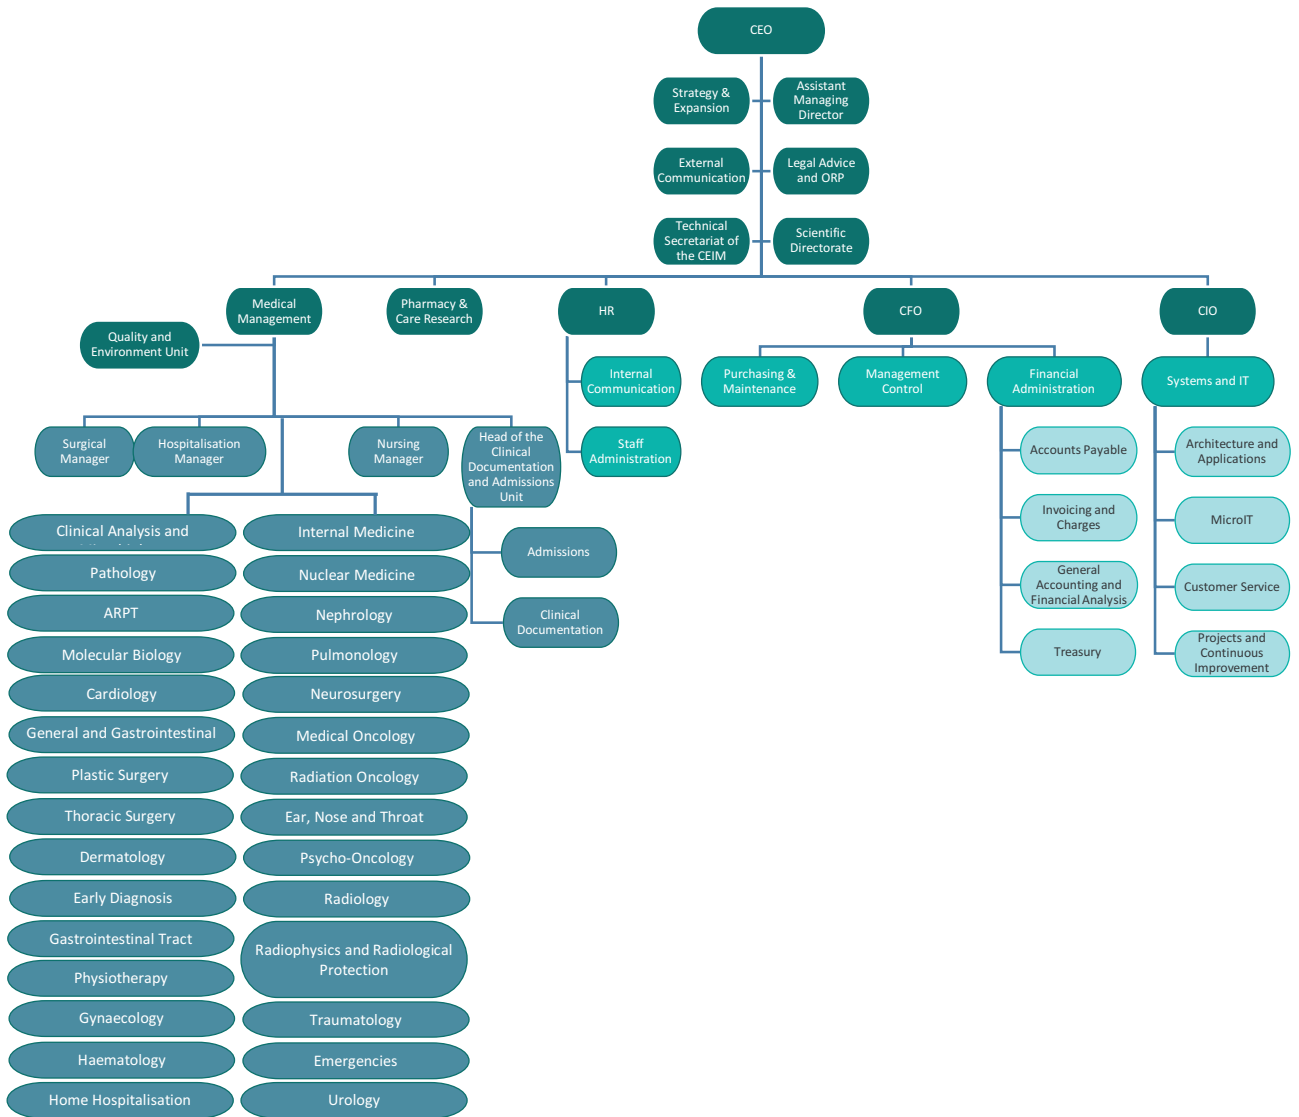 CEO
Strategy &
Expansion
Assistant
Managing
Director
External
Communication
Legal Advice
and ORP
Technical
Secretariat of
the CEIM
Scientific
Directorate
Medical
Management
Pharmacy &
Care Research
HR
CFO
CIO
Quality and
Environment Unit
Internal
Communication
Staff
Administration
Purchasing &
Maintenance
Management
Control
Financial
Administration
Systems and IT
Surgical
Manager
Hospitalisation
Manager
Nursing
Manager
Head of the
Clinical
Documentation
and Admissions
Unit
Admissions
Clinical
Documentation
Accounts Payable
Invoicing and
Charges
General
Accounting and
Financial Analysis
Treasury
Architecture and
Applications
MicroIT
Customer Service
Projects and
Continuous
Improvement
Clinical Analysis and
Pathology
ARPT
Molecular Biology
Cardiology
General and Gastrointestinal
Plastic Surgery
Thoracic Surgery
Dermatology
Early Diagnosis
Gastrointestinal Tract
Physiotherapy
Gynaecology
Haematology
Home Hospitalisation
Internal Medicine
Nuclear Medicine
Nephrology
Pulmonology
Neurosurgery
Medical Oncology
Radiation Oncology
Ear, Nose and Throat
Psycho-Oncology
Radiology
Radiophysics and Radiological
Protection
Traumatology
Emergencies
Urology